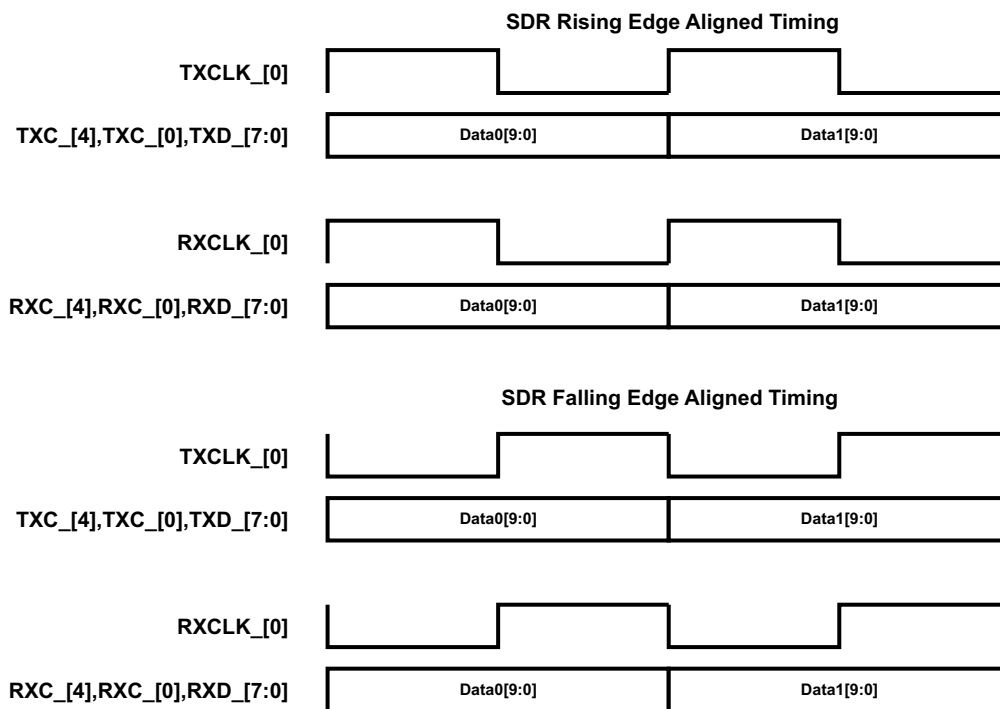 SDR Rising Edge Aligned Timing
TXCLK_[0]
TXC_[4],TXC_[0],TXD_[7:0] Data0[9:0] Data1[9:0]
RXCLK_[0]
RXC_[4],RXC_[0],RXD_[7:0] Data0[9:0] Data1[9:0]
SDR Falling Edge Aligned Timing
TXCLK_[0]
TXC_[4],TXC_[0],TXD_[7:0] Data0[9:0] Data1[9:0]
RXCLK_[0]
RXC_[4],RXC_[0],RXD_[7:0] Data0[9:0] Data1[9:0]